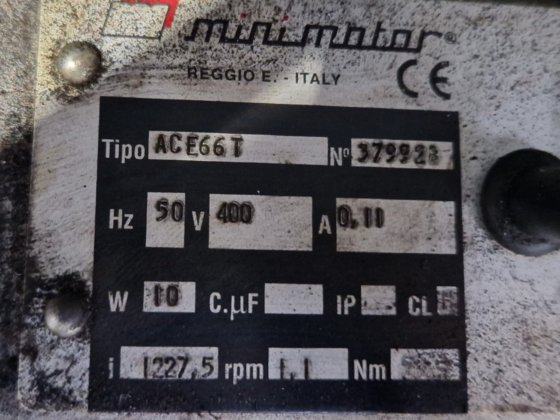 minimotor®
REGGIO E. - ITALY CE
Tipo ACE66T Nº 379928
Hz 50 V 400 A 0,11
W 10 C.µF IP CL
i 1227,5 rpm 1,1 Nm